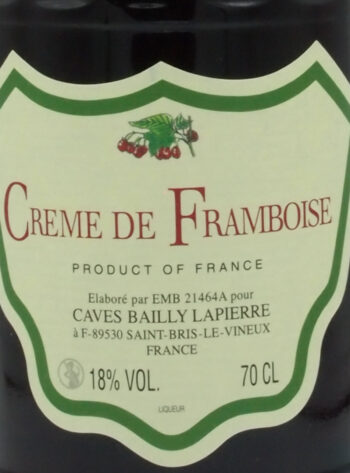 CREME DE FRAMBOISE
PRODUCT OF FRANCE
Elaboré par EMB 21464A pour
CAVES BAILLY LAPIERRE
à F-89530 SAINT-BRIS-LE-VINEUX
FRANCE
18% VOL. 70 CL
LIQUEUR